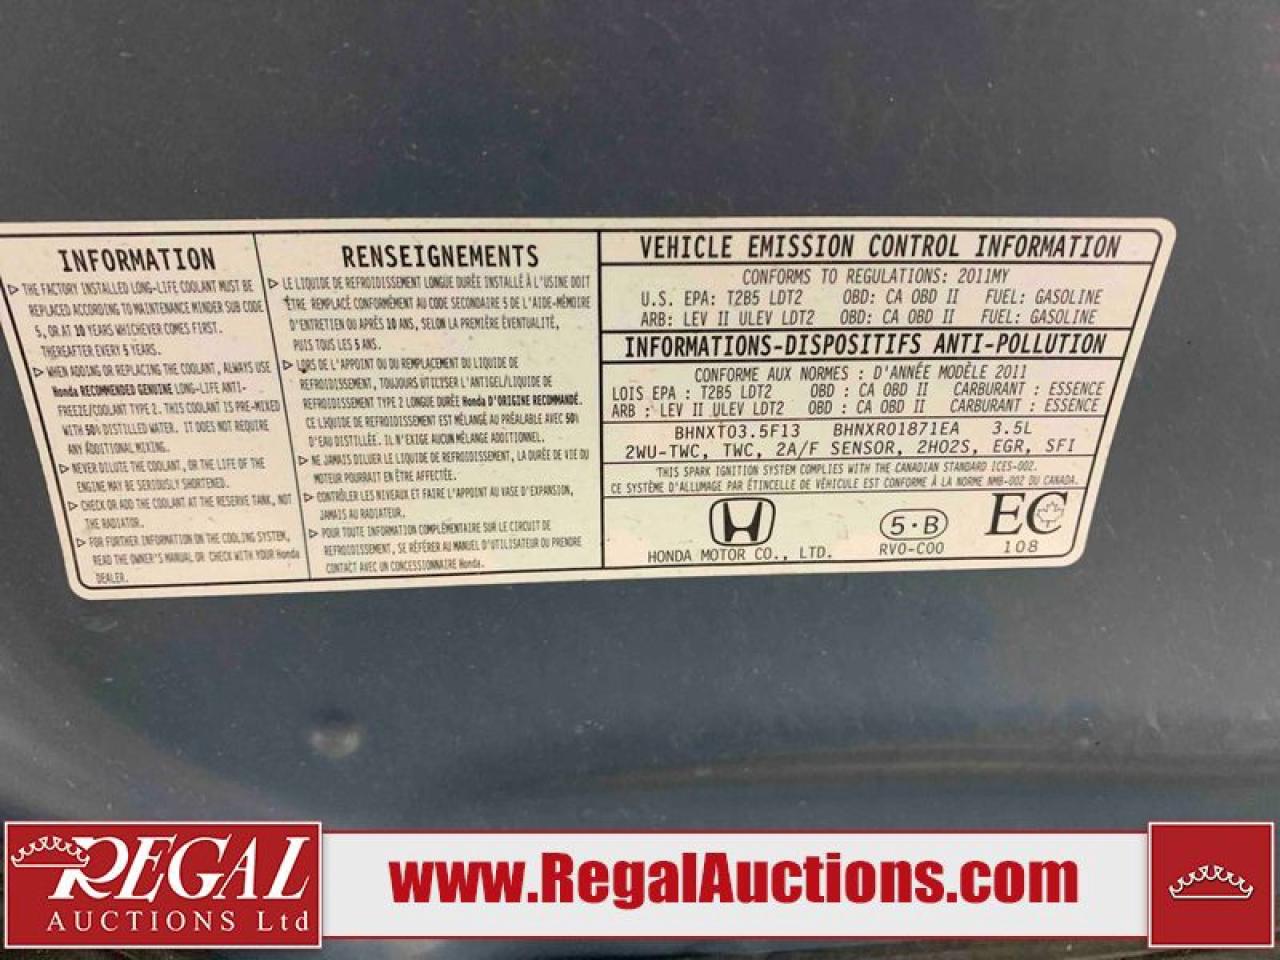 INFORMATION
▷ THE FACTORY INSTALLED LONG-LIFE COOLANT MUST BE
REPLACED ACCORDING TO MAINTENANCE MINDER SUB CODE
5, OR AT 10 YEARS WHICHEVER COMES FIRST.
THEREAFTER EVERY 5 YEARS.
▷ WHEN ADDING OR REPLACING THE COOLANT, ALWAYS USE
Honda RECOMMENDED GENUINE LONG-LIFE ANTI-
FREEZE/COOLANT TYPE 2. THIS COOLANT IS PRE-MIXED
WITH 50% DISTILLED WATER. IT DOES NOT REQUIRE
ANY ADDITIONAL MIXING.
▷ NEVER DILUTE THE COOLANT, OR THE LIFE OF THE
ENGINE MAY BE SERIOUSLY SHORTENED.
▷ CHECK OR ADD THE COOLANT AT THE RESERVE TANK, NOT
THE RADIATOR.
▷ FOR FURTHER INFORMATION ON THE COOLING SYSTEM,
READ THE OWNER'S MANUAL OR CHECK WITH YOUR Honda
DEALER.
RENSEIGNEMENTS
▷ LE LIQUIDE DE REFROIDISSEMENT LONGUE DURÉE INSTALLÉ À L'USINE DOIT
ÊTRE REMPLACÉ CONFORMÉMENT AU CODE SECONDAIRE 5 DE L'AIDE-MÉMOIRE
D'ENTRETIEN OU APRÈS 10 ANS, SELON LA PREMIÈRE ÉVENTUALITÉ,
PUIS TOUS LES 5 ANS.
▷ LORS DE L'APPOINT OU DU REMPLACEMENT DU LIQUIDE DE
REFROIDISSEMENT, TOUJOURS UTILISER L'ANTIGEL/LIQUIDE DE
REFROIDISSEMENT TYPE 2 LONGUE DURÉE Honda D'ORIGINE RECOMMANDÉ.
CE LIQUIDE DE REFROIDISSEMENT EST MÉLANGÉ AU PRÉALABLE AVEC 50%
D'EAU DISTILLÉE. IL N'EXIGE AUCUN MÉLANGE ADDITIONNEL.
▷ NE JAMAIS DILUER LE LIQUIDE DE REFROIDISSEMENT, LA DURÉE DE VIE DU
MOTEUR POURRAIT EN ÊTRE AFFECTÉE.
▷ CONTRÔLER LES NIVEAUX ET FAIRE L'APPOINT AU VASE D'EXPANSION,
JAMAIS AU RADIATEUR.
▷ POUR TOUTE INFORMATION COMPLÉMENTAIRE SUR LE CIRCUIT DE
REFROIDISSEMENT, SE RÉFÉRER AU MANUEL D'UTILISATEUR OU PRENDRE
CONTACT AVEC UN CONCESSIONNAIRE Honda.
VEHICLE EMISSION CONTROL INFORMATION
CONFORMS TO REGULATIONS: 2011MY
U.S. EPA: T2B5 LDT2 OBD: CA OBD II FUEL: GASOLINE
ARB: LEV II ULEV LDT2 OBD: CA OBD II FUEL: GASOLINE
INFORMATIONS-DISPOSITIFS ANTI-POLLUTION
CONFORME AUX NORMES : D'ANNÉE MODÈLE 2011
LOIS EPA : T2B5 LDT2 OBD : CA OBD II CARBURANT : ESSENCE
ARB : LEV II ULEV LDT2 OBD : CA OBD II CARBURANT : ESSENCE
BHNXT03.5F13 BHNXR01871EA 3.5L
2WU-TWC, TWC, 2A/F SENSOR, 2HO2S, EGR, SFI
THIS SPARK IGNITION SYSTEM COMPLIES WITH THE CANADIAN STANDARD ICES-002.
CE SYSTÈME D'ALLUMAGE PAR ÉTINCELLE DE VÉHICULE EST CONFORME À LA NORME NMB-002 DU CANADA.
HONDA MOTOR CO., LTD.
5·B
RV0-C00
EC
108
REGAL
AUCTIONS Ltd
www.RegalAuctions.com